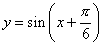 y = sin(x + π/6)